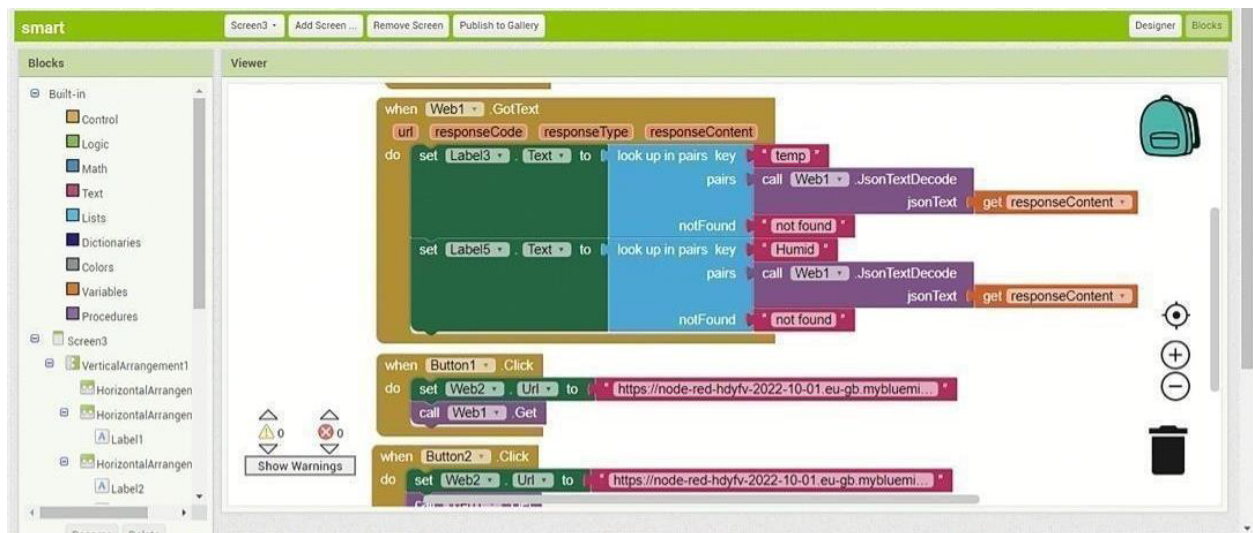 smart Screen3 Add Screen ... Remove Screen Publish to Gallery Designer Blocks
Blocks
Built-in
Control
Logic
Math
Text
Lists
Dictionaries
Colors
Variables
Procedures
Screen3
VerticalArrangement1
HorizontalArrangen
HorizontalArrangen
Label1
HorizontalArrangen
Label2
Viewer
when Web1 .GotText
url responseCode responseType responseContent
do set Label3 . Text to look up in pairs key " temp "
pairs call Web1 .JsonTextDecode
jsonText get responseContent
notFound " not found "
set Label5 . Text to look up in pairs key " Humid "
pairs call Web1 .JsonTextDecode
jsonText get responseContent
notFound " not found "
when Button1 .Click
do set Web2 . Url to " https://node-red-hdyfv-2022-10-01.eu-gb.mybluemi... "
call Web1 .Get
when Button2 .Click
do set Web2 . Url to " https://node-red-hdyfv-2022-10-01.eu-gb.mybluemi... "
0 0
Show Warnings